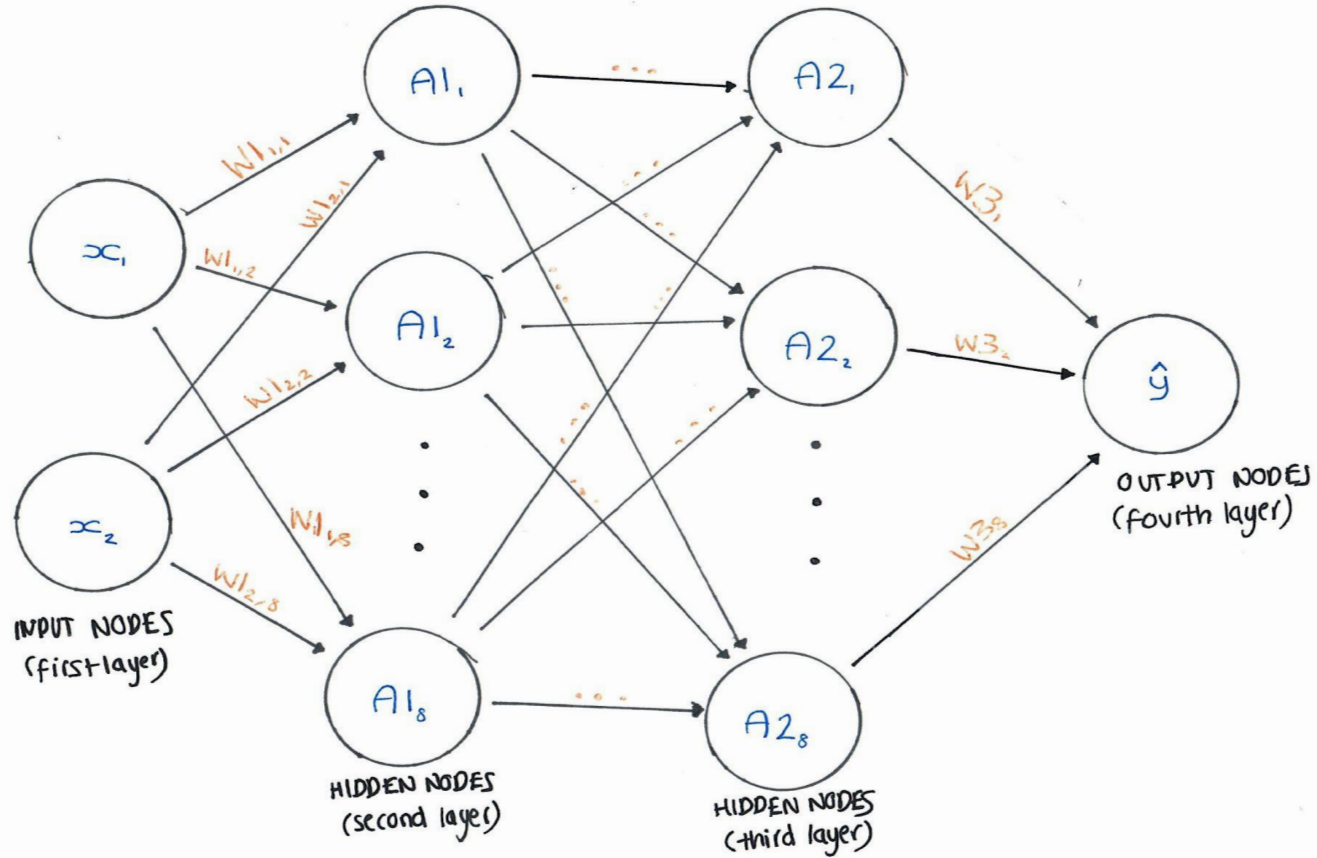 A1₁
...
A2₁
W1₁,₁
W1₂,₁
...
W3₁
x₁
...
W1₁,₂
...
...
A1₂
A2₂
W3₂
ŷ
W1₂,₂
...
...
OUTPUT NODES
(fourth layer)
x₂
...
W1₁,₈
W3₈
W1₂,₈
INPUT NODES
(first layer)
A1₈
...
A2₈
HIDDEN NODES
(second layer)
HIDDEN NODES
(third layer)